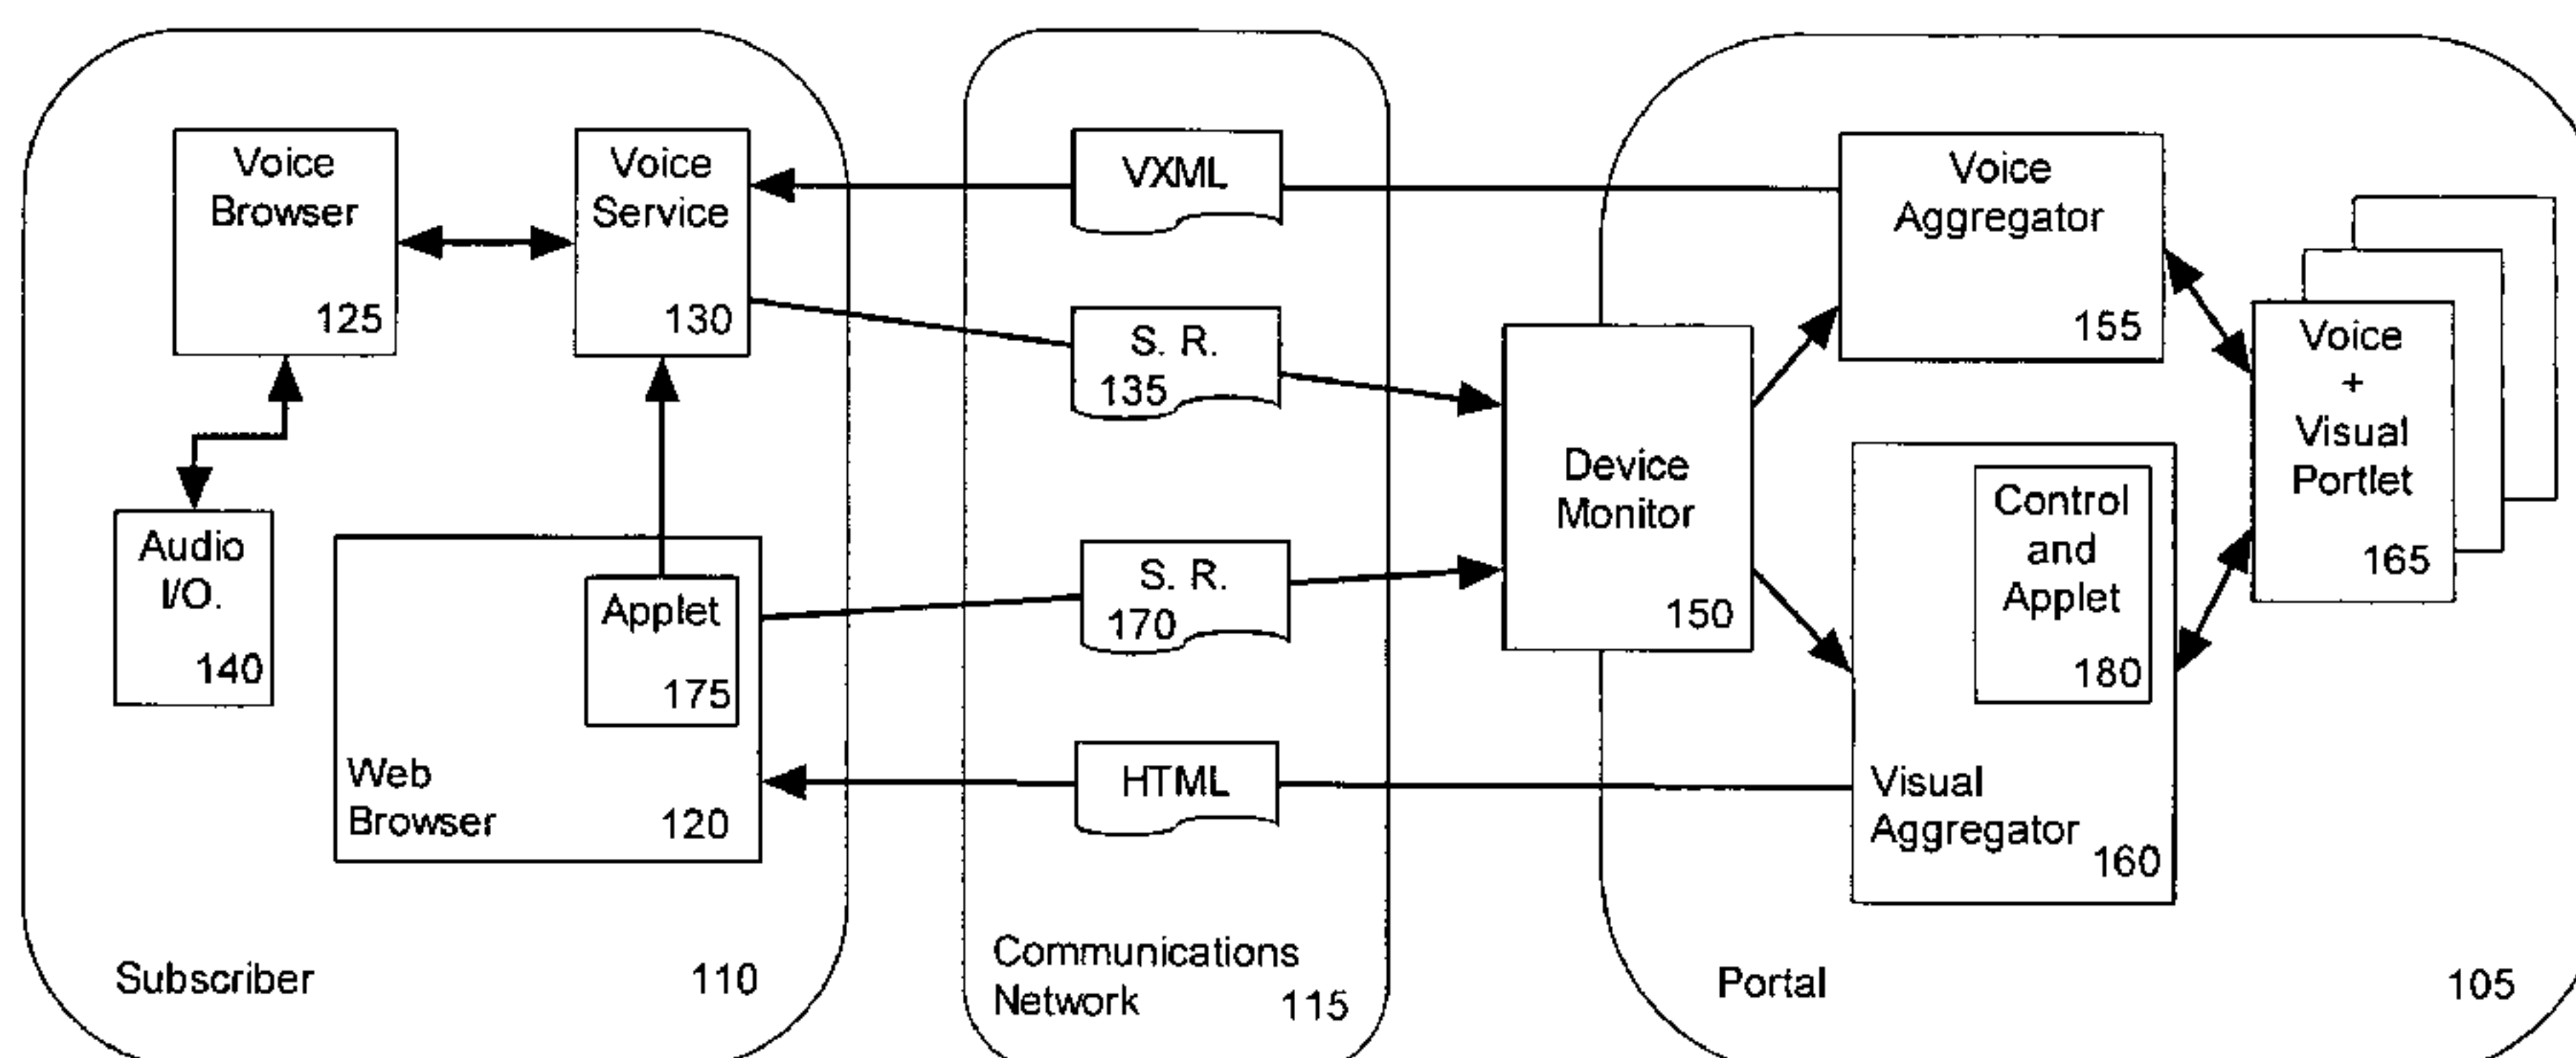 Voice
Browser
125
Voice
Service
130
Audio
I/O.
140
Applet
175
Web
Browser
120
Subscriber
110
VXML
S. R.
135
S. R.
170
HTML
Communications
Network
115
Device
Monitor
150
Voice
Aggregator
155
Control
and
Applet
180
Visual
Aggregator
160
Voice
+
Visual
Portlet
165
Portal
105